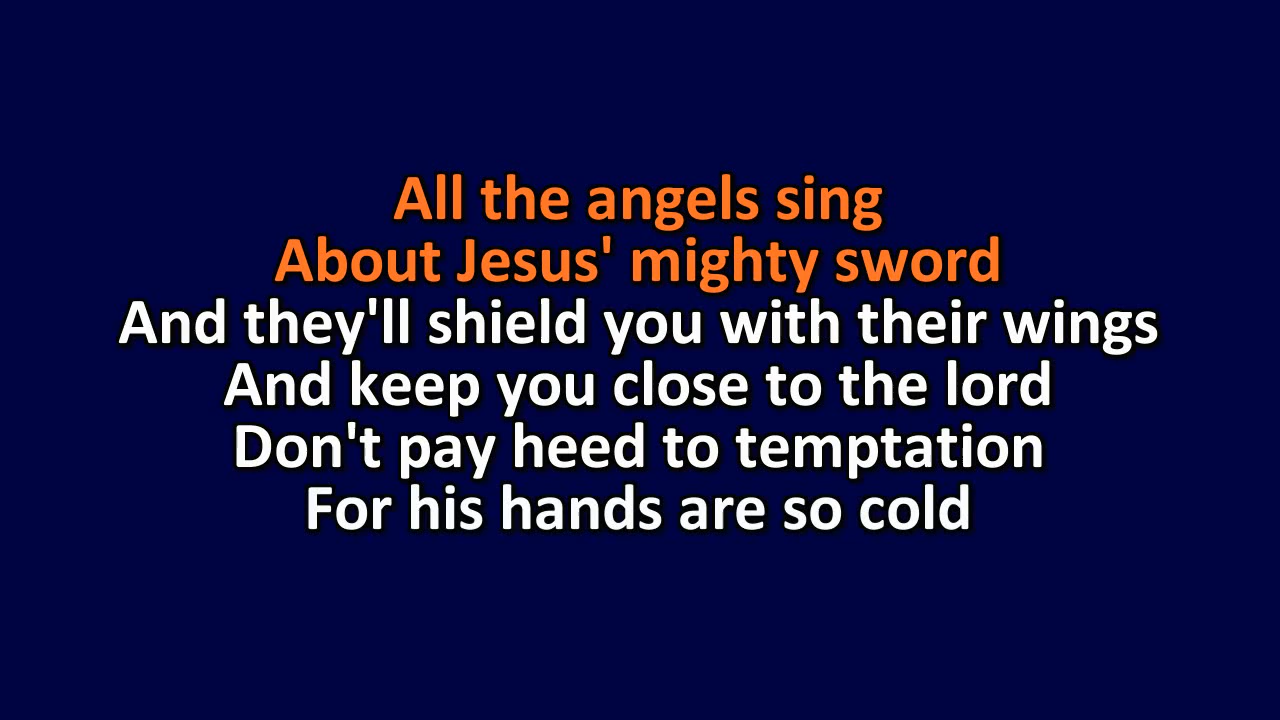 All the angels sing
About Jesus' mighty sword
And they'll shield you with their wings
And keep you close to the lord
Don't pay heed to temptation
For his hands are so cold